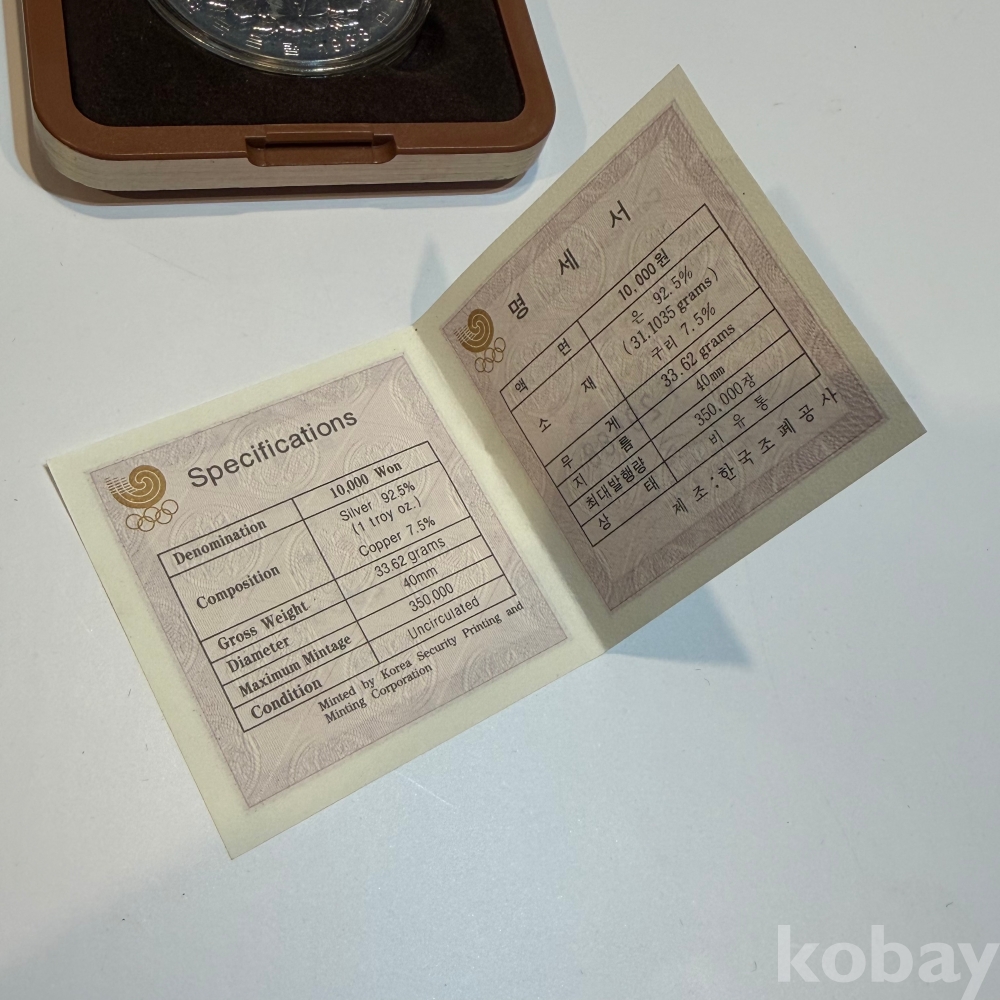 1988
Specifications
Denomination 10,000 Won
Composition Silver 92.5%
(1 troy oz.)
Copper 7.5%
Gross Weight 33.62 grams
Diameter 40mm
Maximum Mintage 350,000
Condition Uncirculated
Minted by Korea Security Printing and
Minting Corporation
명 세 서
액 면 10,000원
소 재 은 92.5%
(31.1035 grams)
구리 7.5%
무 게 33.62 grams
지 름 40mm
최대발행량 350,000장
상 태 비 유 통
제 조:한국조폐공사
kobay